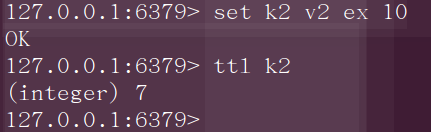 127.0.0.1:6379> set k2 v2 ex 10
OK
127.0.0.1:6379> ttl k2
(integer) 7
127.0.0.1:6379>